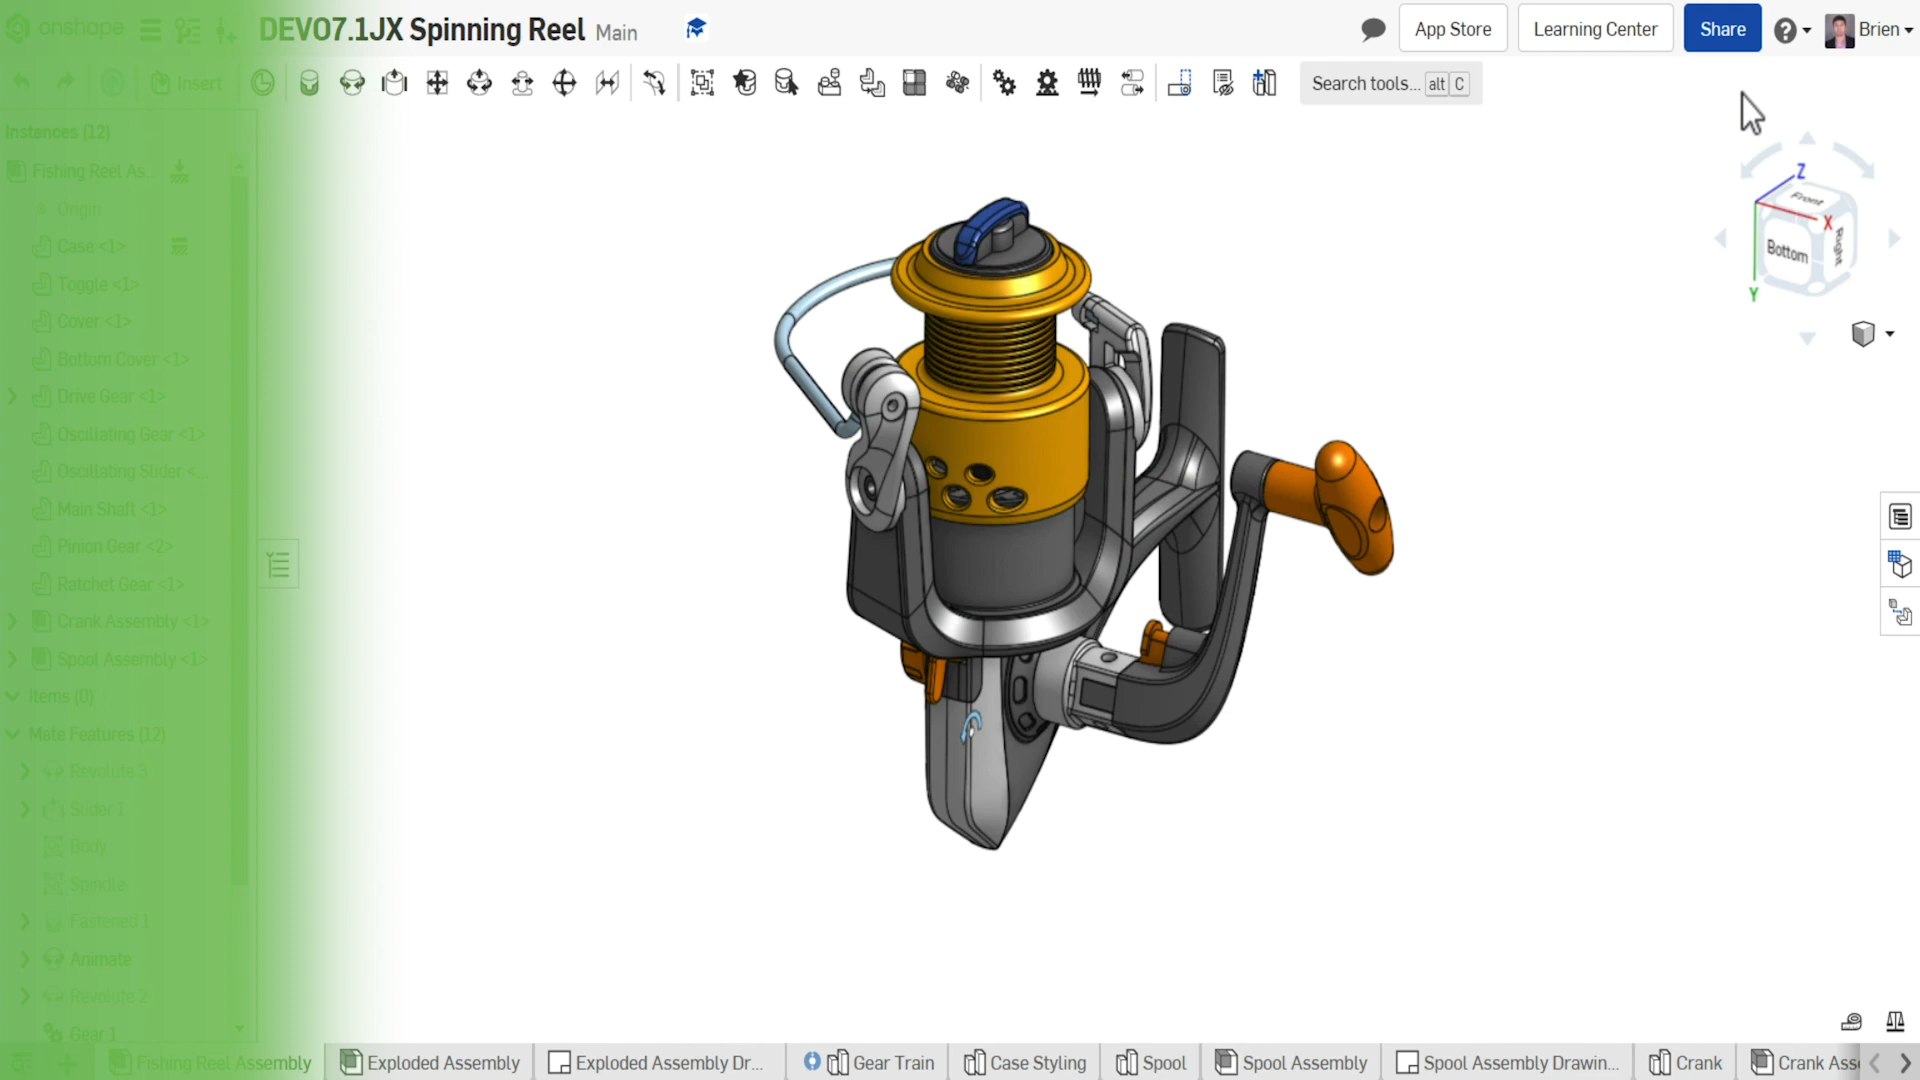 onshape
DEV07.1JX Spinning Reel Main
App Store
Learning Center
Share
Brien
Insert
Search tools... alt C
Instances (12)
Fishing Reel As...
Origin
Case <1>
Toggle <1>
Cover <1>
Bottom Cover <1>
Drive Gear <1>
Oscillating Gear <1>
Oscillating Slider <...
Main Shaft <1>
Pinion Gear <2>
Ratchet Gear <1>
Crank Assembly <1>
Spool Assembly <1>
Items (0)
Mate Features (12)
Revolute 3
Slider 1
Body
Spindle
Fastened 1
Animate
Revolute 2
Gear 1
Z
Front
X
Right
Bottom
Y
Fishing Reel Assembly
Exploded Assembly
Exploded Assembly Dr...
Gear Train
Case Styling
Spool
Spool Assembly
Spool Assembly Drawin...
Crank
Crank Asse